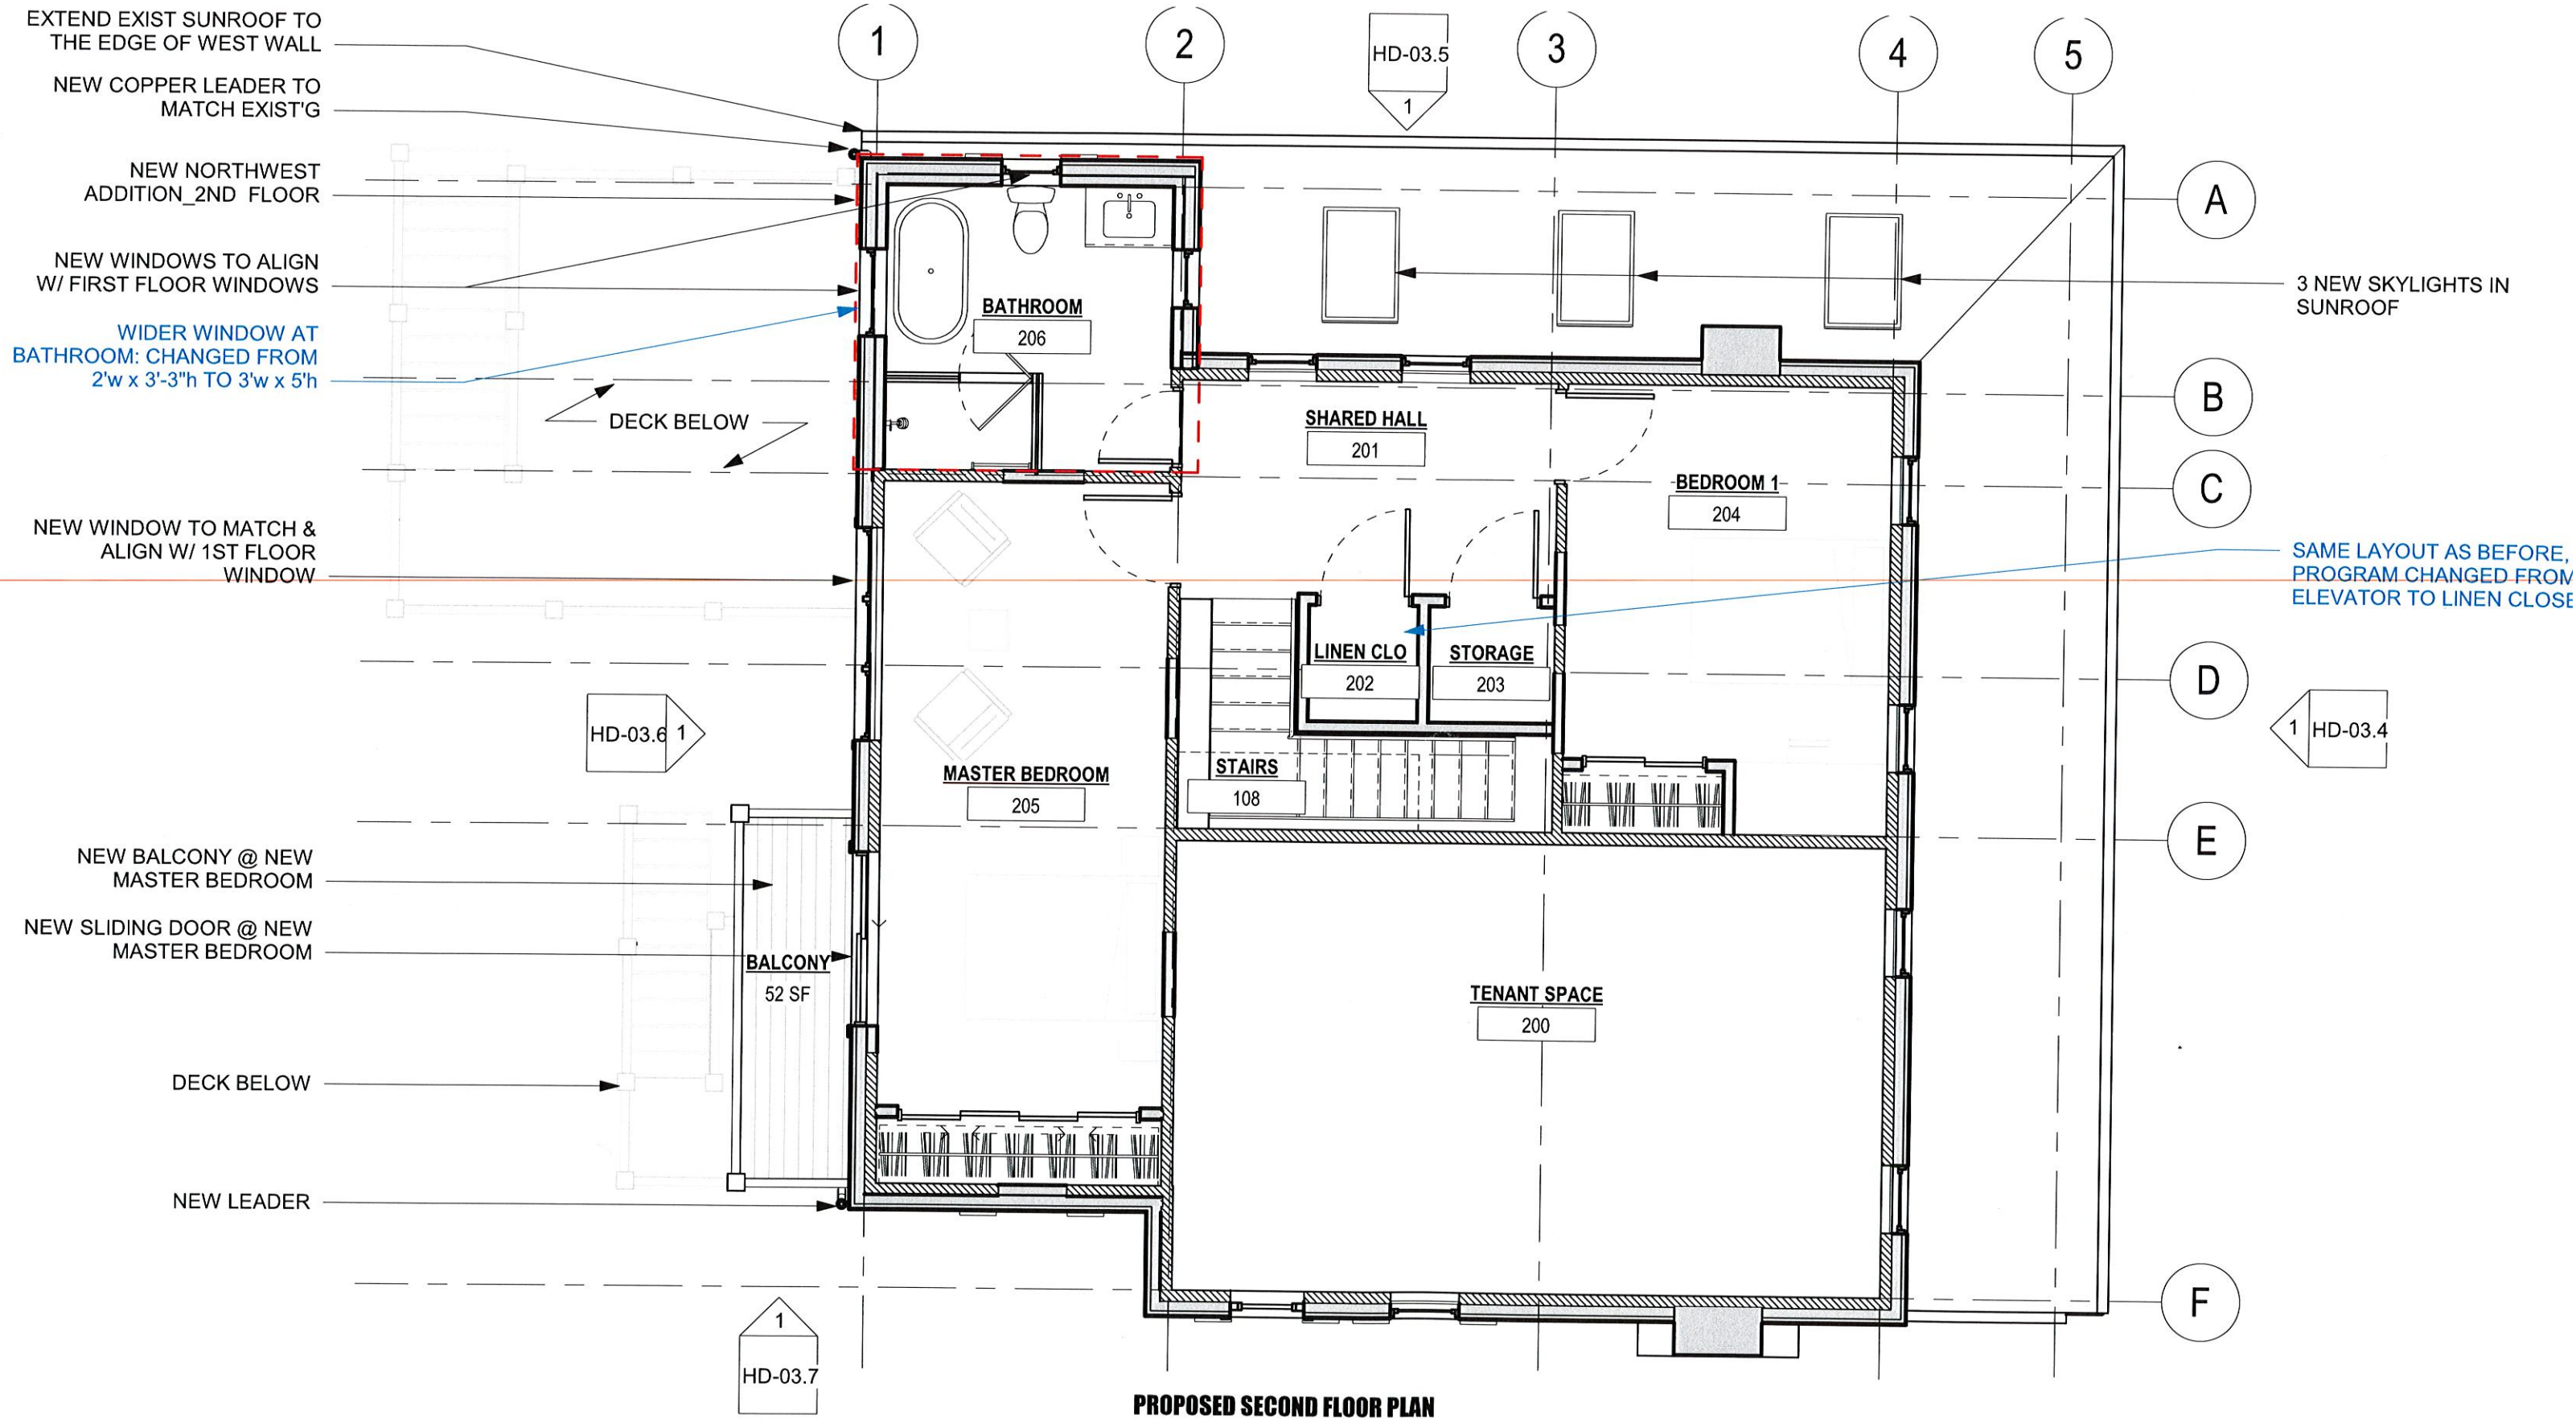 EXTEND EXIST SUNROOF TO
THE EDGE OF WEST WALL
NEW COPPER LEADER TO
MATCH EXIST'G
NEW NORTHWEST
ADDITION_2ND FLOOR
NEW WINDOWS TO ALIGN
W/ FIRST FLOOR WINDOWS
WIDER WINDOW AT
BATHROOM: CHANGED FROM
2'w x 3'-3"h TO 3'w x 5'h
DECK BELOW
NEW WINDOW TO MATCH &
ALIGN W/ 1ST FLOOR
WINDOW
HD-03.6
1
NEW BALCONY @ NEW
MASTER BEDROOM
NEW SLIDING DOOR @ NEW
MASTER BEDROOM
DECK BELOW
NEW LEADER
1
HD-03.7
1
2
HD-03.5
1
3
4
5
A
B
C
D
E
F
3 NEW SKYLIGHTS IN
SUNROOF
SAME LAYOUT AS BEFORE,
PROGRAM CHANGED FROM
ELEVATOR TO LINEN CLOSE
1
HD-03.4
BATHROOM
206
SHARED HALL
201
BEDROOM 1
204
LINEN CLO
202
STORAGE
203
STAIRS
108
MASTER BEDROOM
205
BALCONY
52 SF
TENANT SPACE
200
PROPOSED SECOND FLOOR PLAN